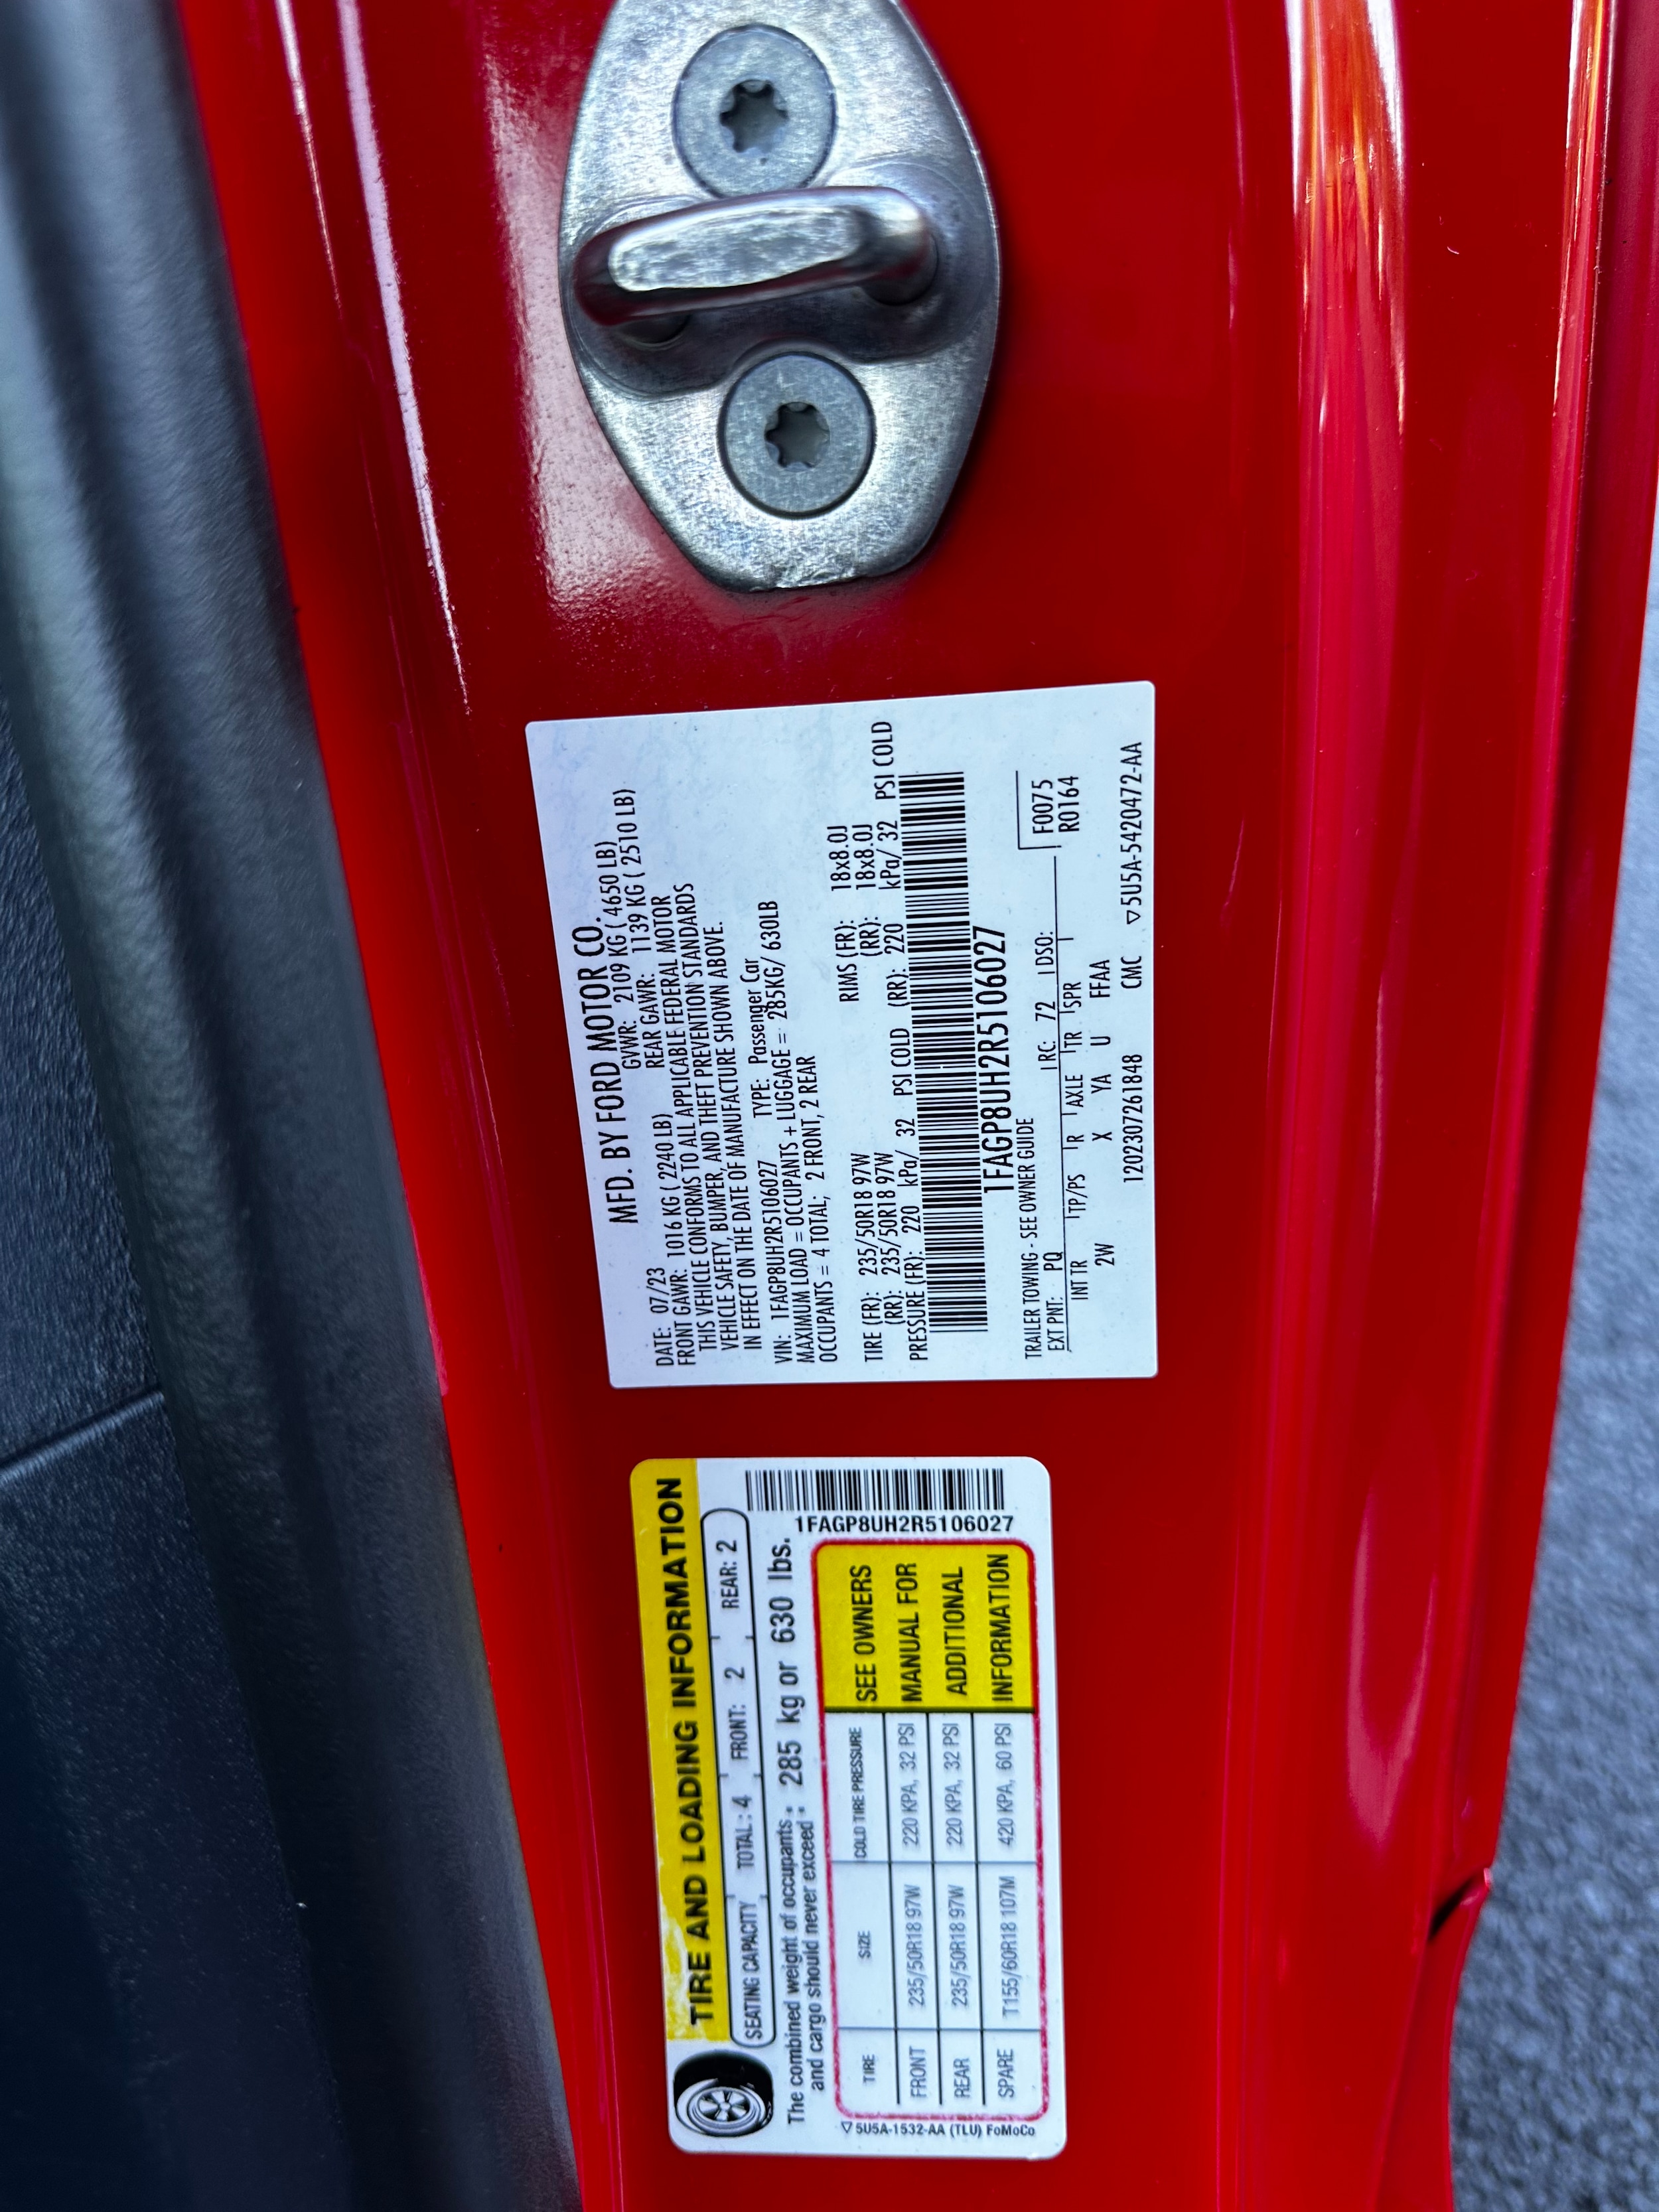 MFD. BY FORD MOTOR CO.
DATE: 07/23 GVWR: 2109 KG ( 4650 LB)
FRONT GAWR: 1016 KG ( 2240 LB) REAR GAWR: 1139 KG ( 2510 LB)
THIS VEHICLE CONFORMS TO ALL APPLICABLE FEDERAL MOTOR
VEHICLE SAFETY, BUMPER, AND THEFT PREVENTION STANDARDS
IN EFFECT ON THE DATE OF MANUFACTURE SHOWN ABOVE.
VIN: 1FAGP8UH2R5106027 TYPE: Passenger Car
MAXIMUM LOAD = OCCUPANTS + LUGGAGE = 285KG/ 630LB
OCCUPANTS = 4 TOTAL; 2 FRONT, 2 REAR
TIRE (FR): 235/50R18 97W RIMS (FR): 18x8.0J
(RR): 235/50R18 97W (RR): 18x8.0J
PRESSURE (FR): 220 kPa/ 32 PSI COLD (RR): 220 kPa/ 32 PSI COLD
1FAGP8UH2R5106027
TRAILER TOWING - SEE OWNER GUIDE
EXT PNT: PQ RC: 72 DSO: F0075
INT TR TP/PS R AXLE TR SPR R0164
2W X YA U FFAA
1202307261848 CMC ▽5U5A-5420472-AA
TIRE AND LOADING INFORMATION
SEATING CAPACITY TOTAL: 4 FRONT: 2 REAR: 2
The combined weight of occupants
and cargo should never exceed : 285 kg or 630 lbs.
1FAGP8UH2R5106027
TIRE SIZE COLD TIRE PRESSURE SEE OWNERS
FRONT 235/50R18 97W 220 KPA, 32 PSI MANUAL FOR
REAR 235/50R18 97W 220 KPA, 32 PSI ADDITIONAL
SPARE T155/60R18 107M 420 KPA, 60 PSI INFORMATION
▽ 5U5A-1532-AA (TLU) FoMoCo